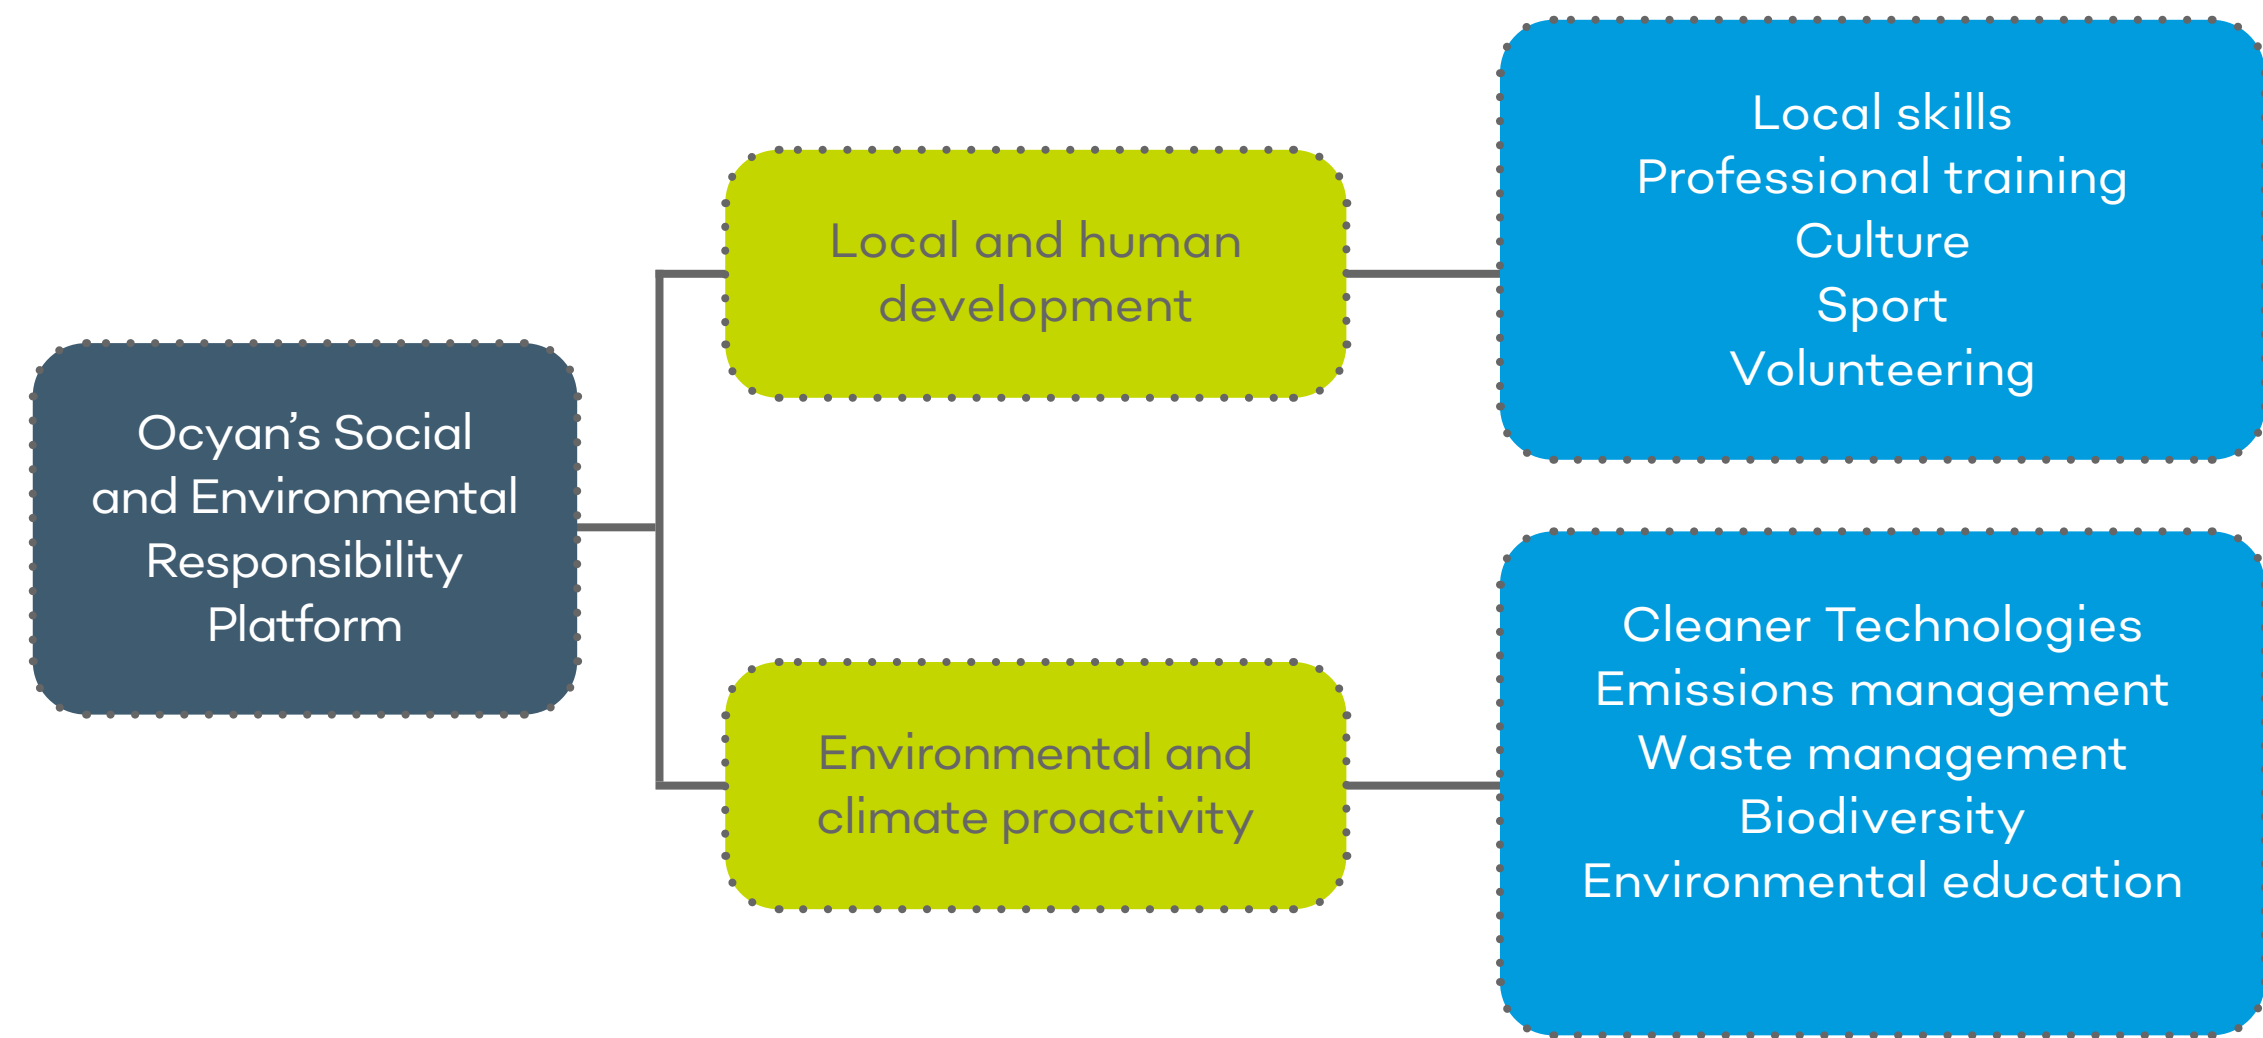 Ocyan’s Social
and Environmental
Responsibility
Platform
Local and human
development
Local skills
Professional training
Culture
Sport
Volunteering
Environmental and
climate proactivity
Cleaner Technologies
Emissions management
Waste management
Biodiversity
Environmental education